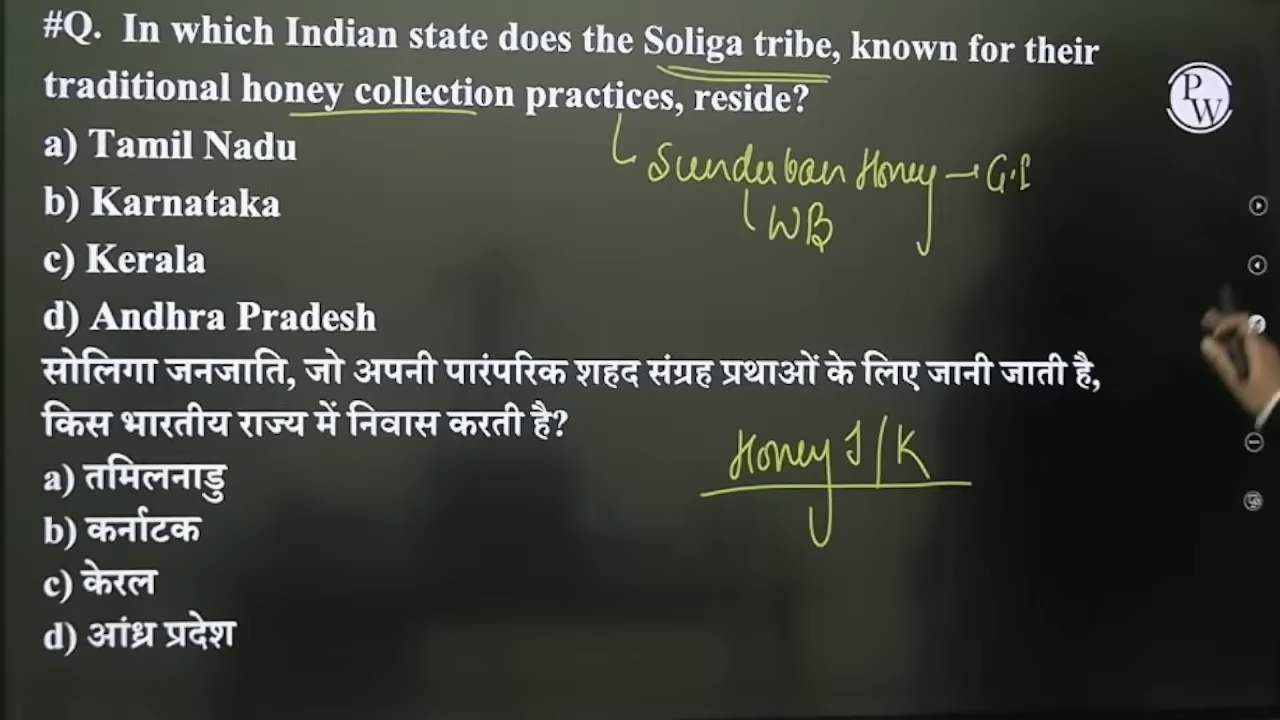 #Q. In which Indian state does the Soliga tribe, known for their
traditional honey collection practices, reside?
a) Tamil Nadu
b) Karnataka
c) Kerala
d) Andhra Pradesh
Sunderban Honey → G.I
WB
सोलिगा जनजाति, जो अपनी पारंपरिक शहद संग्रह प्रथाओं के लिए जानी जाती है,
किस भारतीय राज्य में निवास करती है?
a) तमिलनाडु
b) कर्नाटक
c) केरल
d) आंध्र प्रदेश
Honey J/K
PW